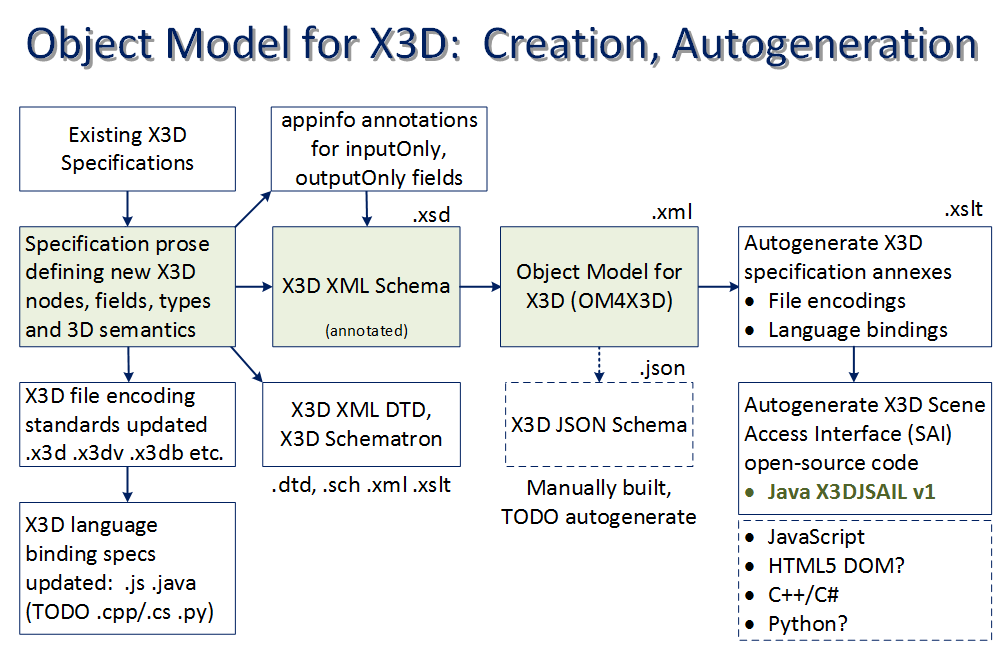 Object Model for X3D:  Creation, Autogeneration
Existing X3D
Specifications
appinfo annotations
for inputOnly,
outputOnly fields
.xsd
.xml
.xslt
Specification prose
defining new X3D
nodes, fields, types
and 3D semantics
X3D XML Schema
(annotated)
Object Model for
X3D (OM4X3D)
Autogenerate X3D
specification annexes
• File encodings
• Language bindings
.json
X3D file encoding
standards updated
.x3d .x3dv .x3db etc.
X3D XML DTD,
X3D Schematron
.dtd, .sch .xml .xslt
X3D JSON Schema
Manually built,
TODO autogenerate
Autogenerate X3D Scene
Access Interface (SAI)
open-source code
• Java X3DJSAIL v1
X3D language
binding specs
updated:  .js .java
(TODO .cpp/.cs .py)
• JavaScript
• HTML5 DOM?
• C++/C#
• Python?